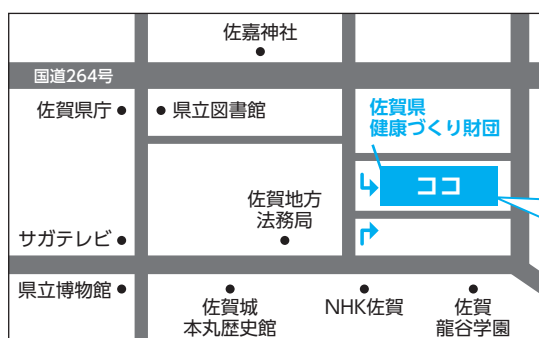 佐嘉神社
国道264号
佐賀県庁
県立図書館
佐賀県
健康づくり財団
ココ
佐賀地方
法務局
サガテレビ
県立博物館
佐賀城
本丸歴史館
NHK佐賀
佐賀
龍谷学園